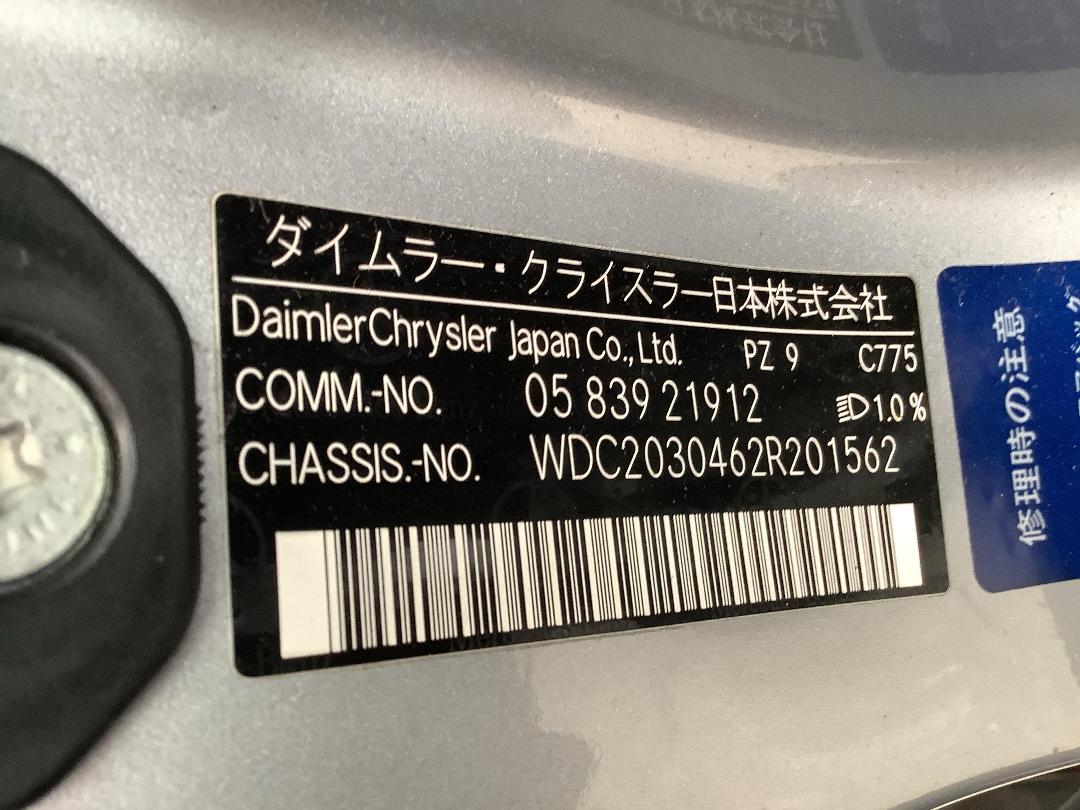 ダイムラー・クライスラー日本株式会社
DaimlerChrysler Japan Co., Ltd. PZ 9 C775
COMM.-NO. 05 839 21912 1.0 %
CHASSIS.-NO. WDC2030462R201562
修理時の注意